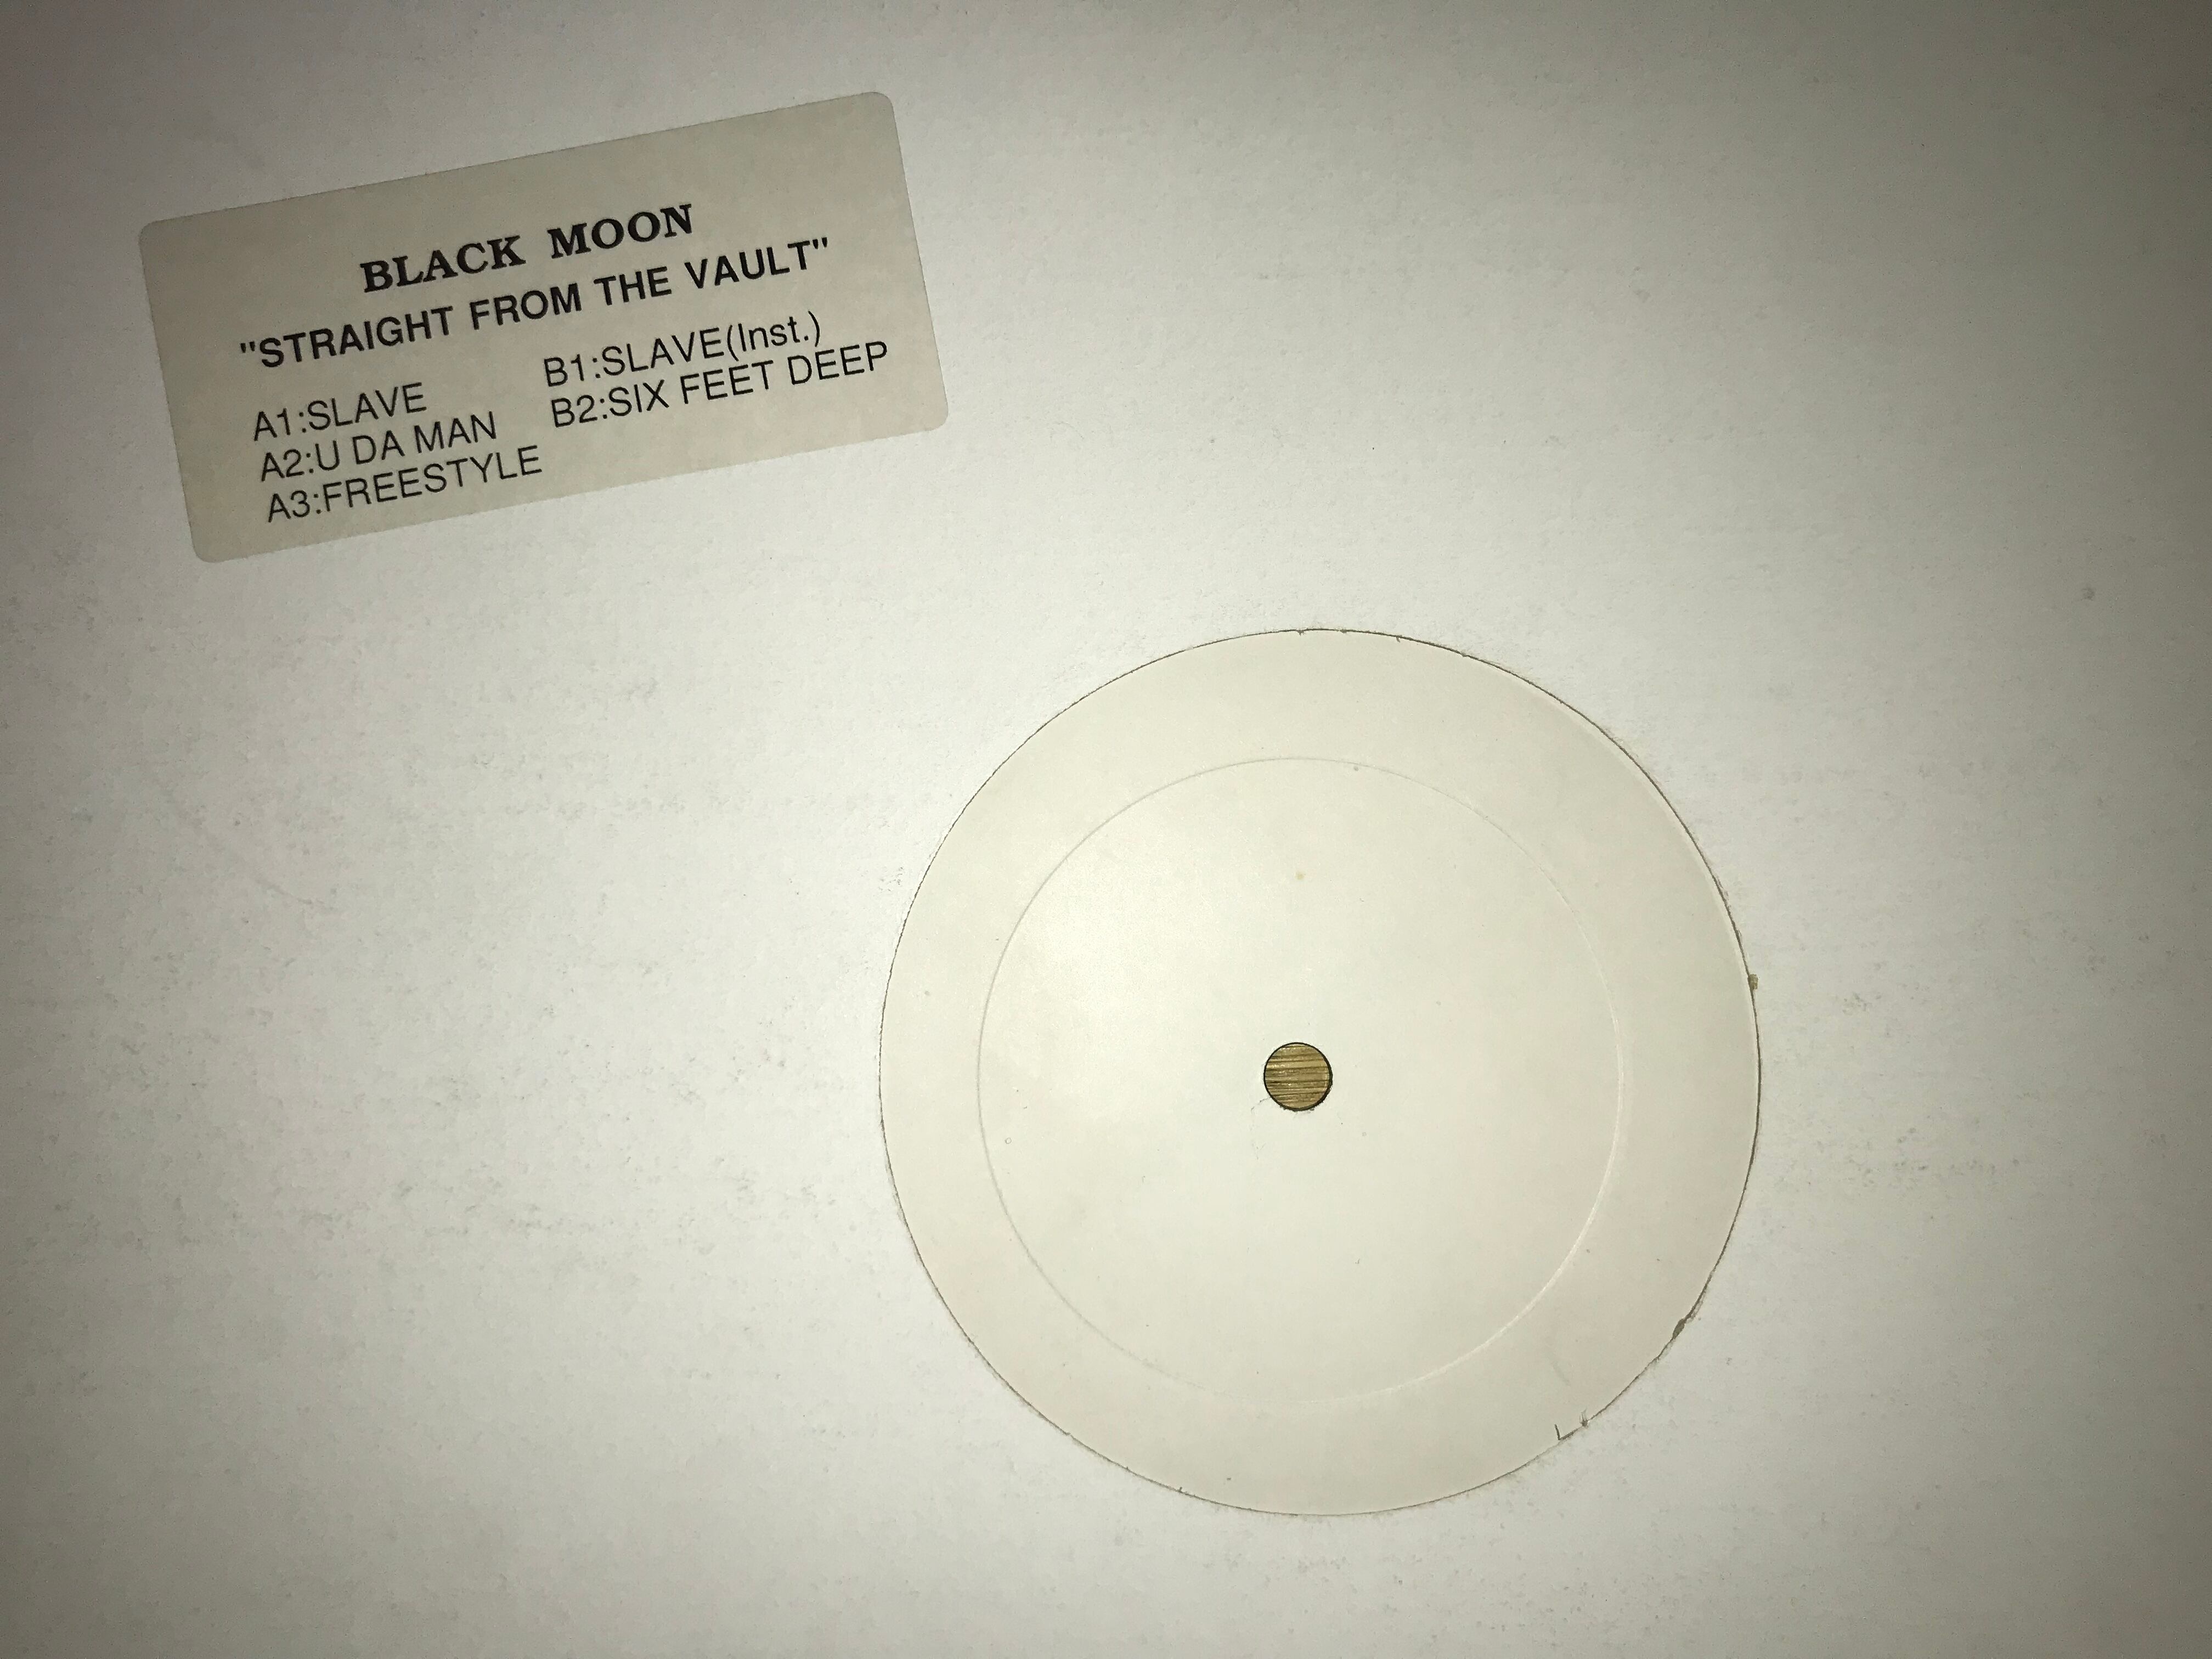 BLACK MOON
"STRAIGHT FROM THE VAULT"
A1:SLAVE
A2:U DA MAN
A3:FREESTYLE
B1:SLAVE(Inst.)
B2:SIX FEET DEEP